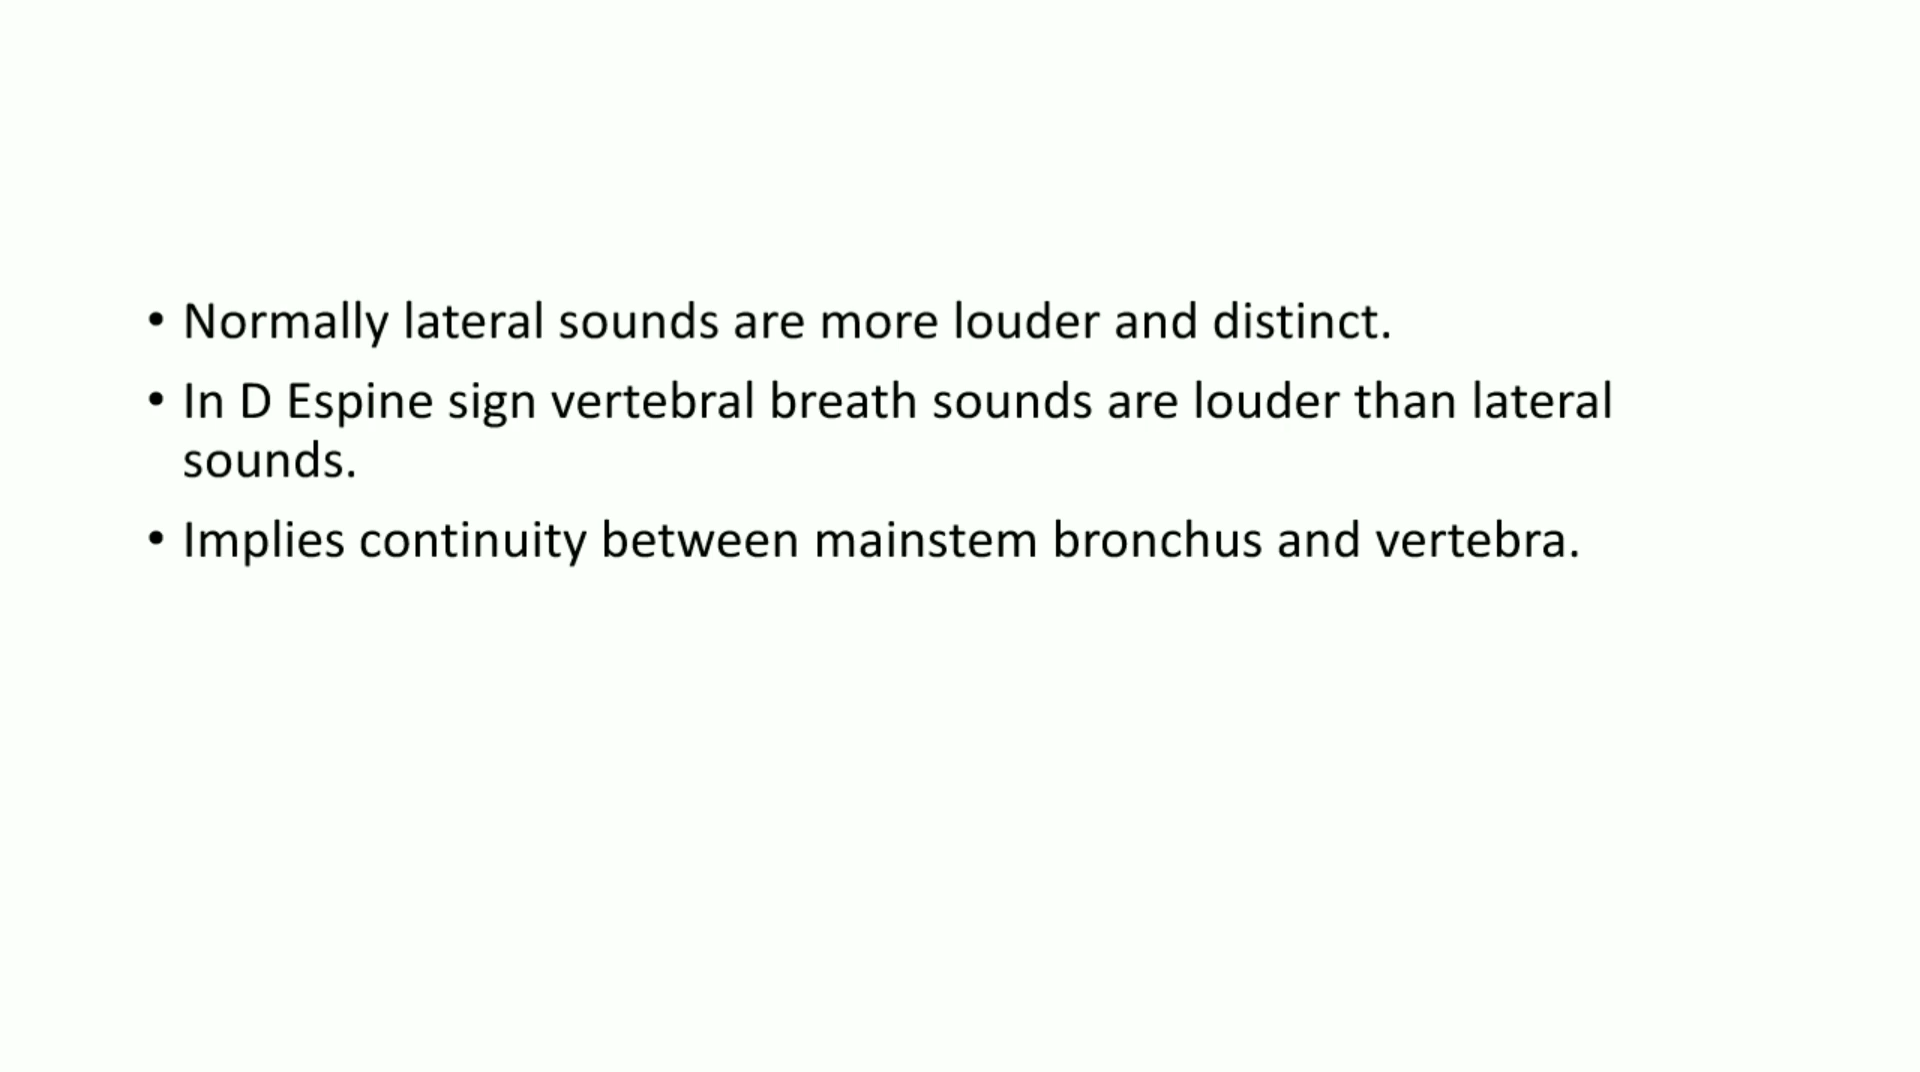 • Normally lateral sounds are more louder and distinct.
• In D Espine sign vertebral breath sounds are louder than lateral
sounds.
• Implies continuity between mainstem bronchus and vertebra.